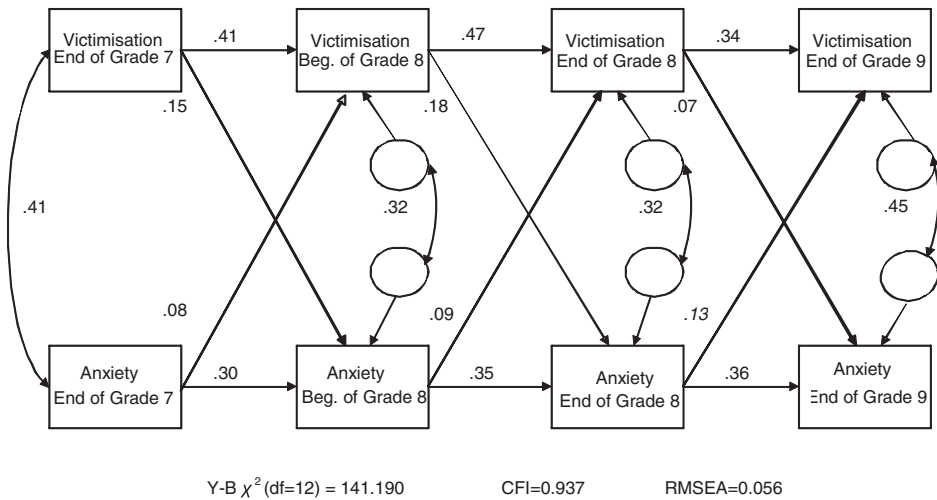 Victimisation
End of Grade 7
.41
Victimisation
Beg. of Grade 8
.47
Victimisation
End of Grade 8
.34
Victimisation
End of Grade 9
.15
.18
.07
.41
.32
.32
.45
.08
.09
.13
Anxiety
End of Grade 7
.30
Anxiety
Beg. of Grade 8
.35
Anxiety
End of Grade 8
.36
Anxiety
End of Grade 9
Y-B χ² (df=12) = 141.190 CFI=0.937 RMSEA=0.056